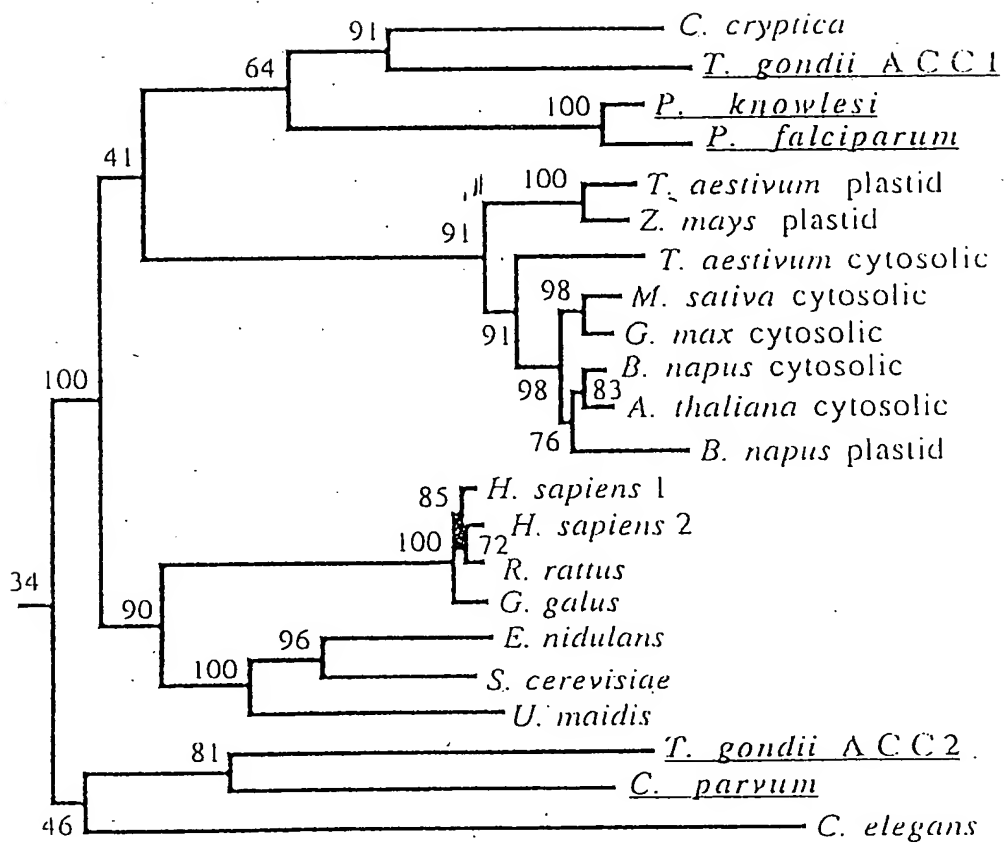 91
C. cryptica
64
T. gondii ACC1
100
P. knowlesi
41
P. falciparum
100
T. aestivum plastid
91
Z. mays plastid
T. aestivum cytosolic
98
M. sativa cytosolic
91
G. max cytosolic
100
B. napus cytosolic
98
83
A. thaliana cytosolic
76
B. napus plastid
85
H. sapiens 1
H. sapiens 2
100
72
R. rattus
34
90
G. galus
96
E. nidulans
100
S. cerevisiae
U. maidis
81
T. gondii ACC2
C. parvum
46
C. elegans